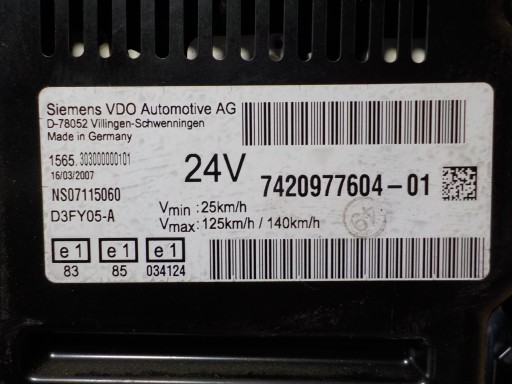 Siemens VDO Automotive AG
D-78052 Villingen-Schwenningen
Made in Germany
1565.303000000101
16/03/2007
24V
NS07115060
7420977604-01
D3FY05-A
Vmin : 25km/h
Vmax : 125km/h / 140km/h
49
e1 e1 e1
83 85 034124